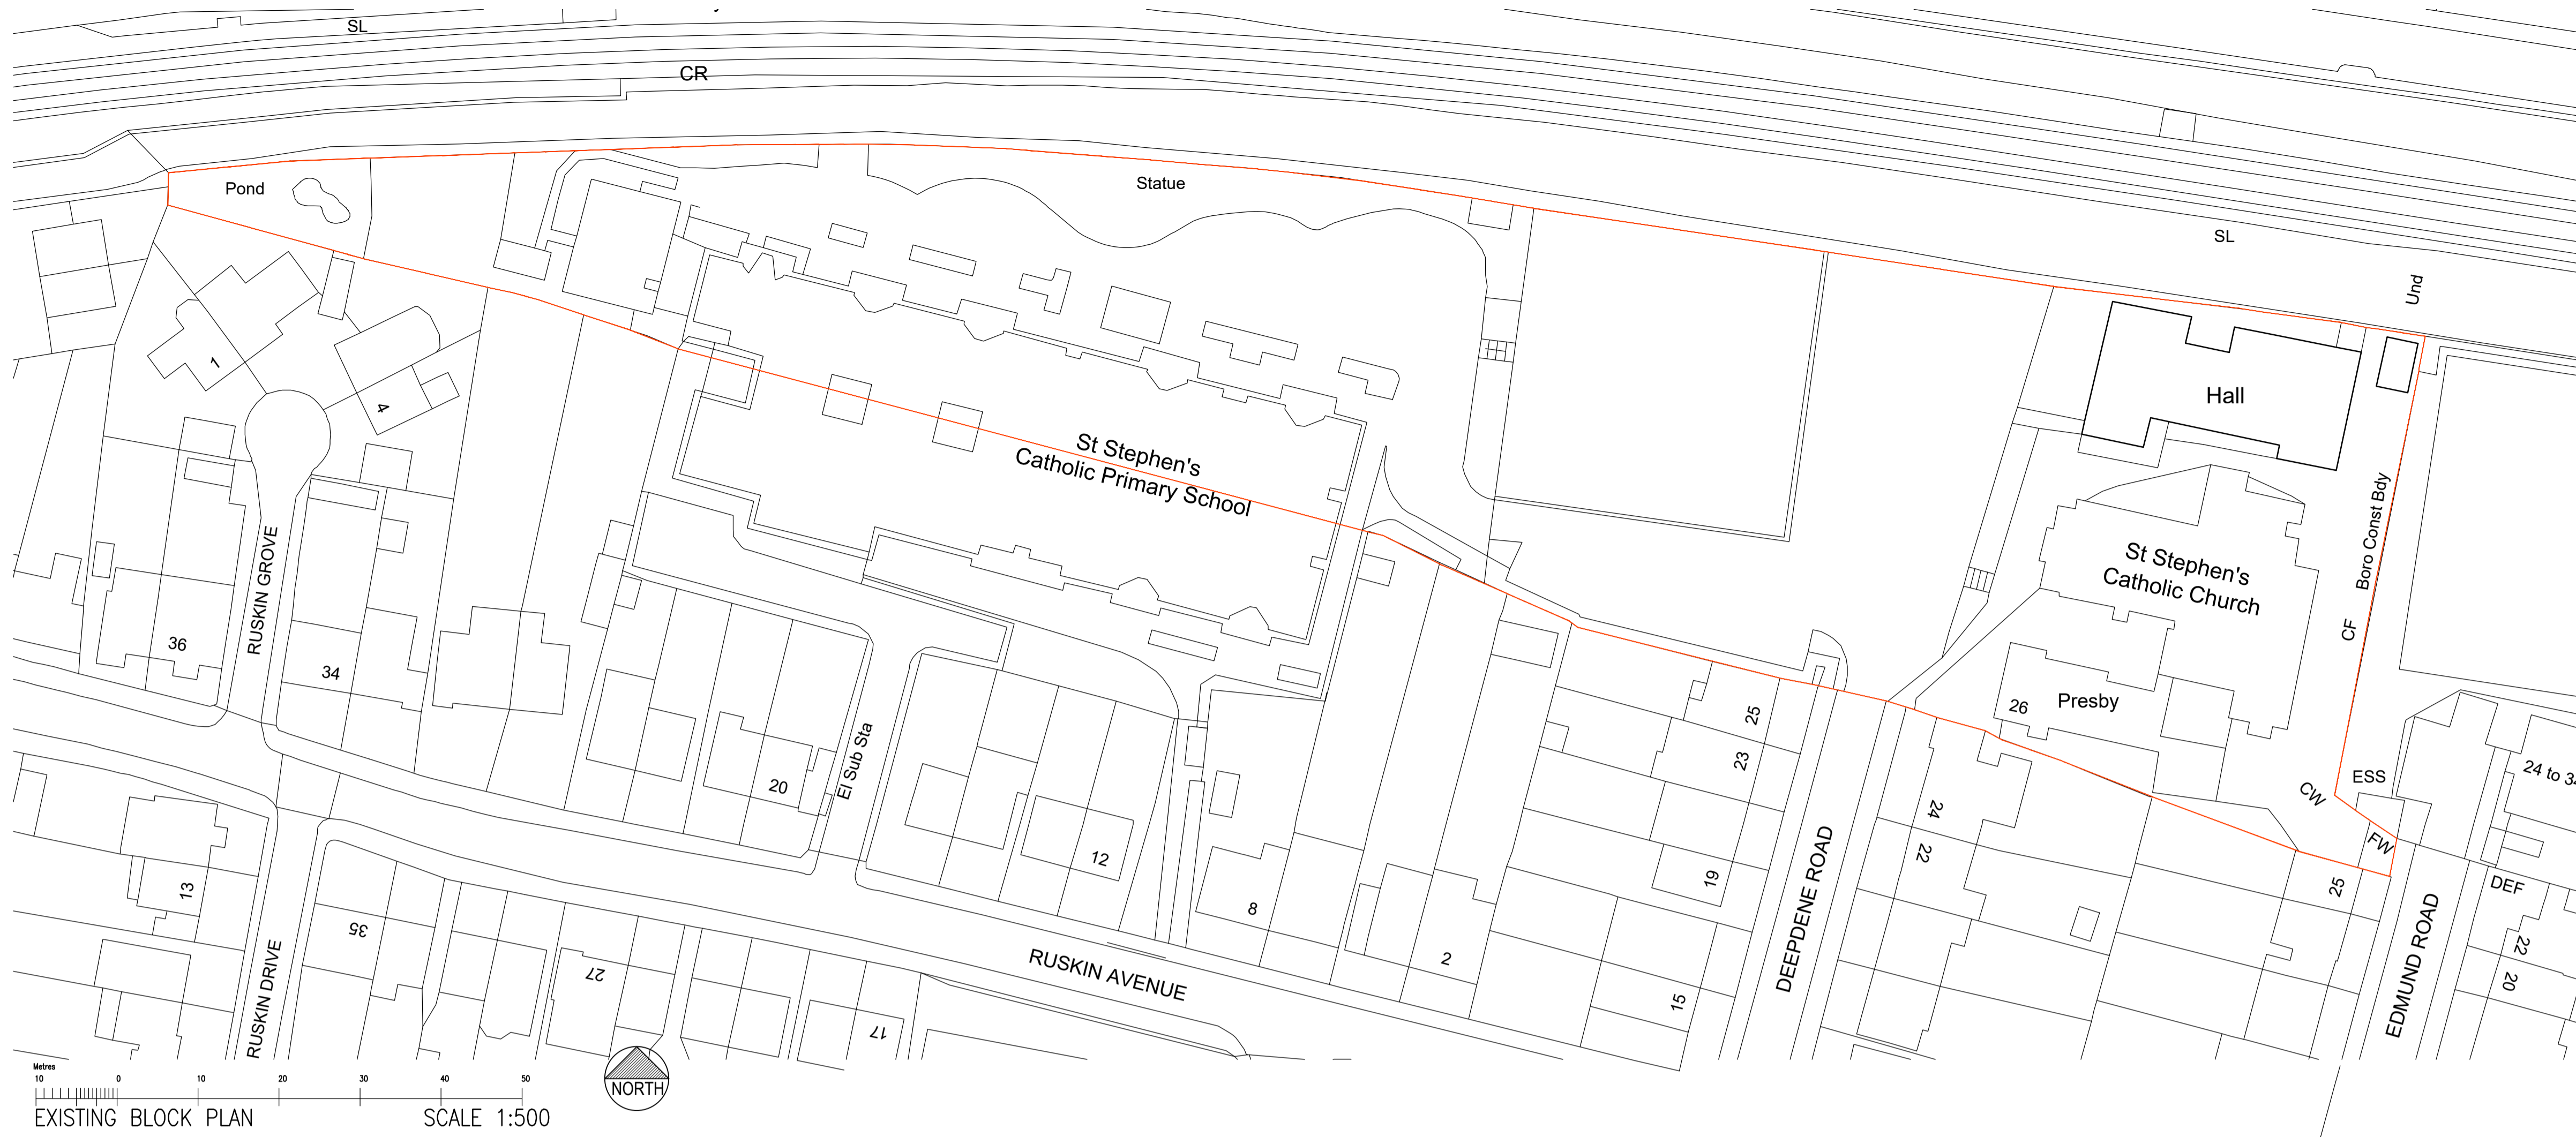 SL
CR
Pond
Statue
SL
Und
1
4
Hall
St Stephen's
Catholic Primary School
Boro Const Bdy
CF
St Stephen's
Catholic Church
RUSKIN GROVE
36
34
26
Presby
25
23
El Sub Sta
20
CW
ESS
24 to 34
FW
24
22
12
13
35
27
17
8
2
19
15
25
DEF
22
20
RUSKIN DRIVE
RUSKIN AVENUE
DEEPDENE ROAD
EDMUND ROAD
Metres
10 0 10 20 30 40 50
NORTH
EXISTING BLOCK PLAN SCALE 1:500